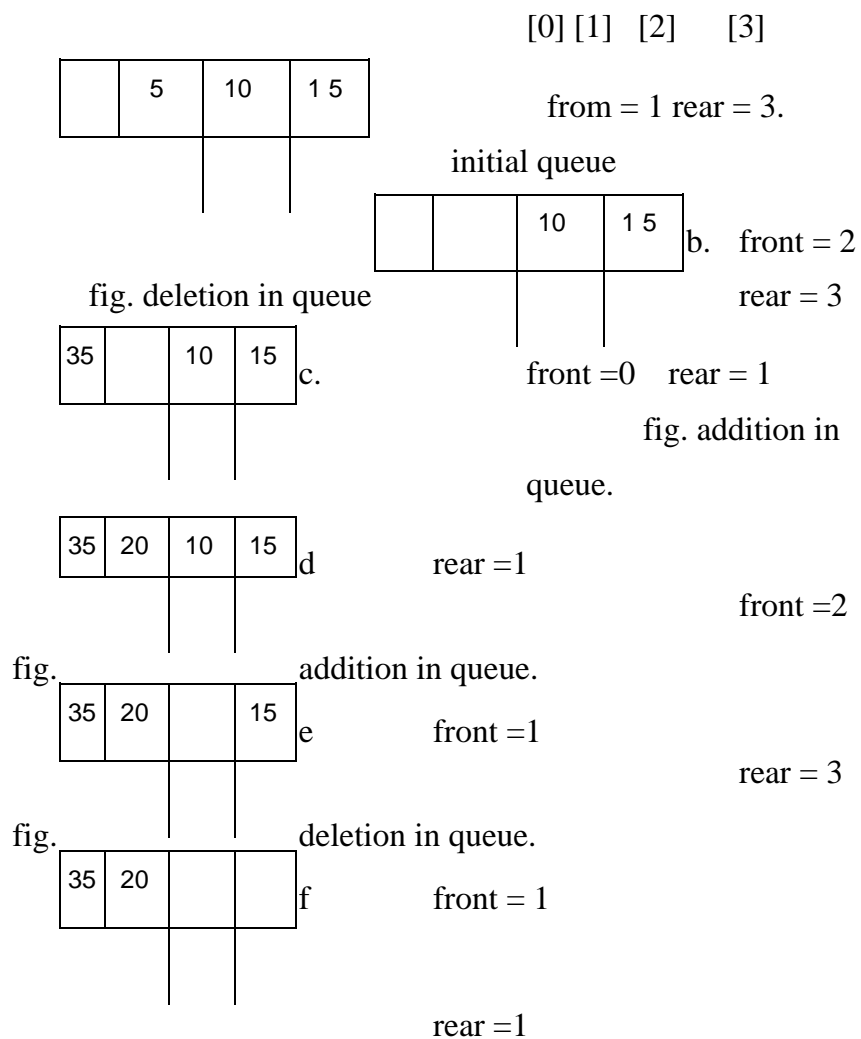 [0] [1] [2] [3]
5 10 1 5
from = 1 rear = 3.
initial queue
10 1 5
b. front = 2
fig. deletion in queue
rear = 3
35 10 15
c. front =0 rear = 1
fig. addition in
queue.
35 20 10 15
d rear =1
front =2
fig. addition in queue.
35 20 15
e front =1
rear = 3
fig. deletion in queue.
35 20
f front = 1
rear =1